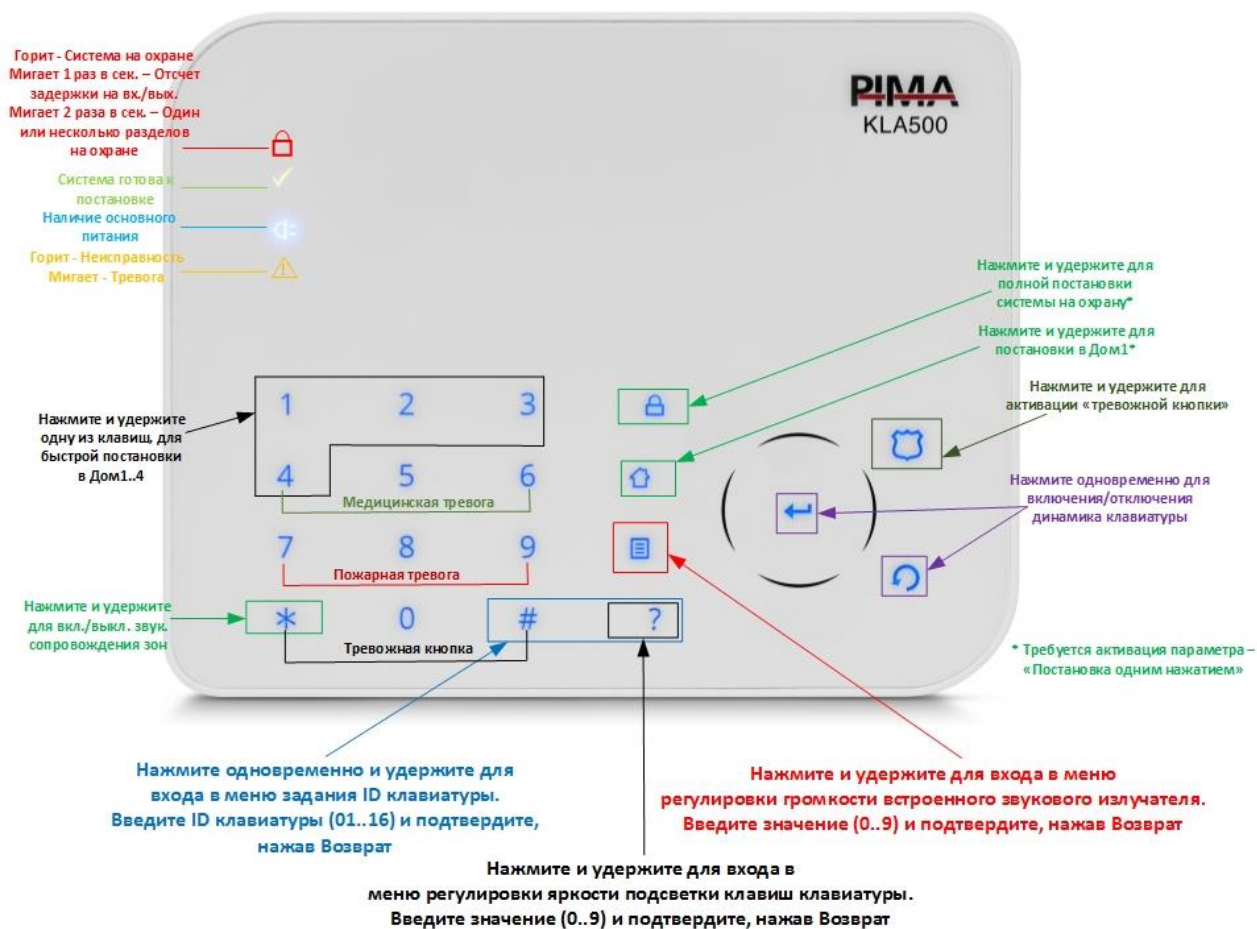 Горит - Система на охране
Мигает 1 раз в сек. – Отсчет
задержки на вх./вых.
Мигает 2 раза в сек. – Один
или несколько разделов
на охране
Система готова к
постановке
Наличие основного
питания
Горит - Неисправность
Мигает - Тревога
PIMA
KLA500
Нажмите и удержите для
полной постановки
системы на охрану*
Нажмите и удержите для
постановки в Дом1*
Нажмите и удержите для
активации «тревожной кнопки»
Нажмите одновременно для
включения/отключения
динамика клавиатуры
Нажмите и удержите
одну из клавиш, для
быстрой постановки
в Дом1..4
1 2 3
4 5 6
Медицинская тревога
7 8 9
Пожарная тревога
* 0 # ?
Тревожная кнопка
Нажмите и удержите
для вкл./выкл. звук.
сопровождения зон
* Требуется активация параметра –
«Постановка одним нажатием»
Нажмите одновременно и удержите для
входа в меню задания ID клавиатуры.
Введите ID клавиатуры (01..16) и подтвердите,
нажав Возврат
Нажмите и удержите для входа в меню
регулировки громкости встроенного звукового излучателя.
Введите значение (0..9) и подтвердите, нажав Возврат
Нажмите и удержите для входа в
меню регулировки яркости подсветки клавиш клавиатуры.
Введите значение (0..9) и подтвердите, нажав Возврат